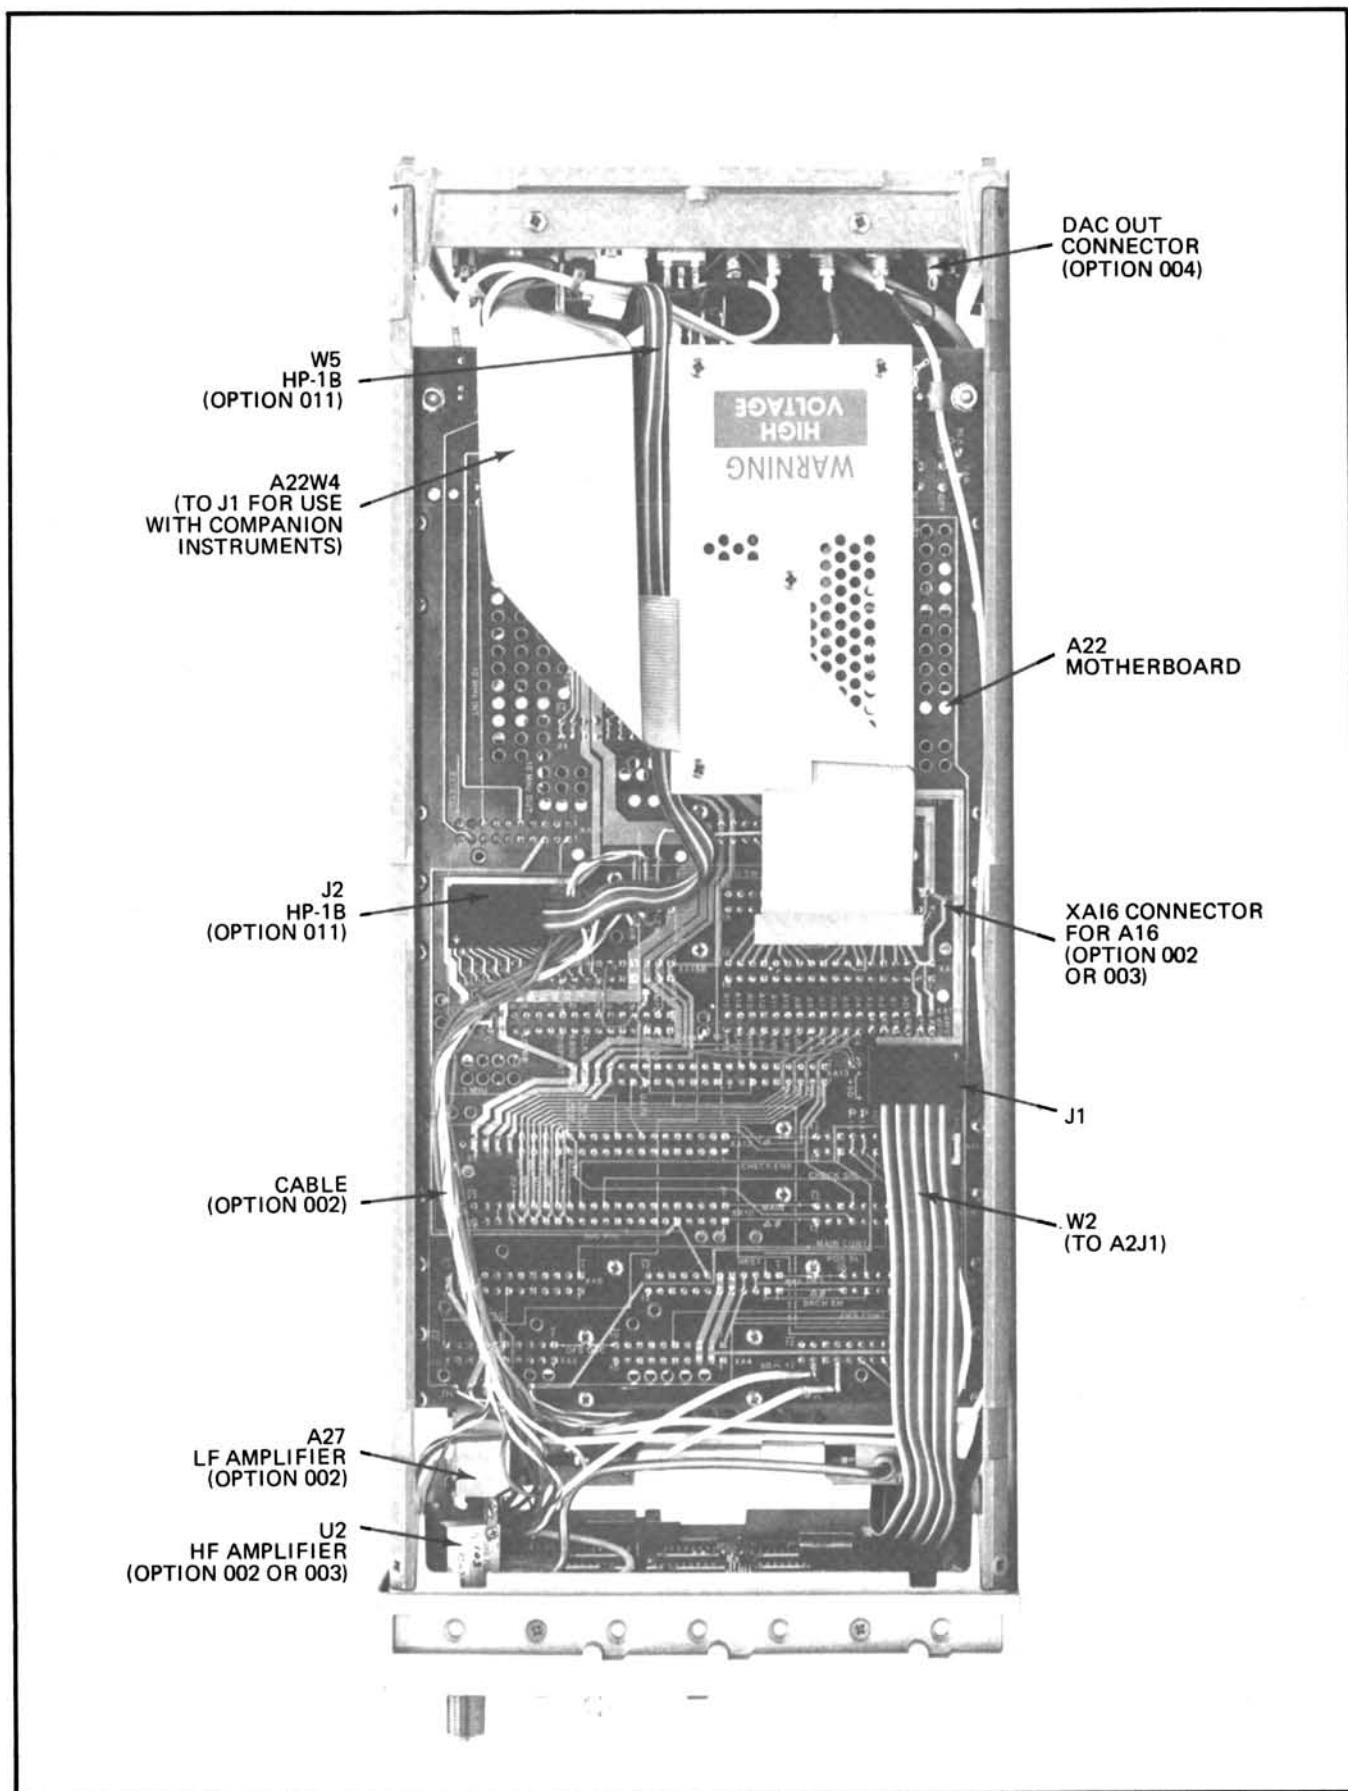 DAC OUT
CONNECTOR
(OPTION 004)
W5
HP-1B
(OPTION 011)
HIGH
VOLTAGE
WARNING
A22W4
(TO J1 FOR USE
WITH COMPANION
INSTRUMENTS)
A22
MOTHERBOARD
J2
HP-1B
(OPTION 011)
XAI6 CONNECTOR
FOR A16
(OPTION 002
OR 003)
J1
CABLE
(OPTION 002)
W2
(TO A2J1)
A27
LF AMPLIFIER
(OPTION 002)
U2
HF AMPLIFIER
(OPTION 002 OR 003)